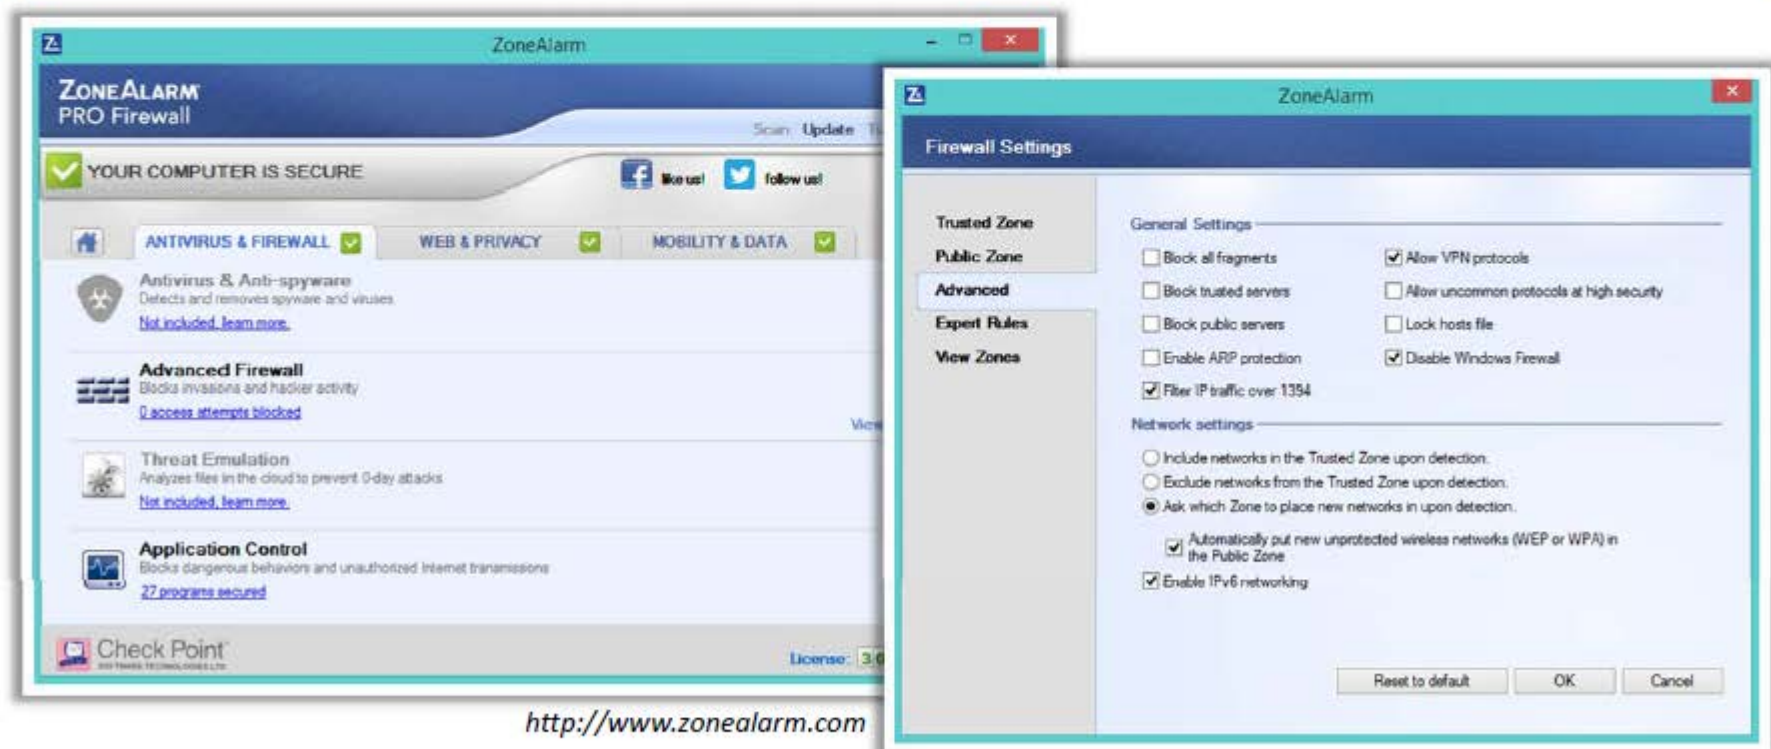 ZoneAlarm
ZONEALARM
PRO Firewall
Scan Update
YOUR COMPUTER IS SECURE
like us! follow us!
ANTIVIRUS & FIREWALL WEB & PRIVACY MOBILITY & DATA
Antivirus & Anti-spyware
Detects and removes spyware and viruses
Not included, learn more.
Advanced Firewall
Blocks invasions and hacker activity
0 access attempts blocked
View
Threat Emulation
Analyzes files in the cloud to prevent 0-day attacks
Not included, learn more.
Application Control
Blocks dangerous behaviors and unauthorized Internet transmissions
27 programs secured
Check Point
SOFTWARE TECHNOLOGIES LTD
License:
http://www.zonealarm.com
ZoneAlarm
Firewall Settings
Trusted Zone
Public Zone
Advanced
Expert Rules
View Zones
General Settings
Block all fragments Allow VPN protocols
Block trusted servers Allow uncommon protocols at high security
Block public servers Lock hosts file
Enable ARP protection Disable Windows Firewall
Filter IP traffic over 1394
Network settings
Include networks in the Trusted Zone upon detection.
Exclude networks from the Trusted Zone upon detection.
Ask which Zone to place new networks in upon detection.
Automatically put new unprotected wireless networks (WEP or WPA) in
the Public Zone
Enable IPv6 networking
Reset to default OK Cancel